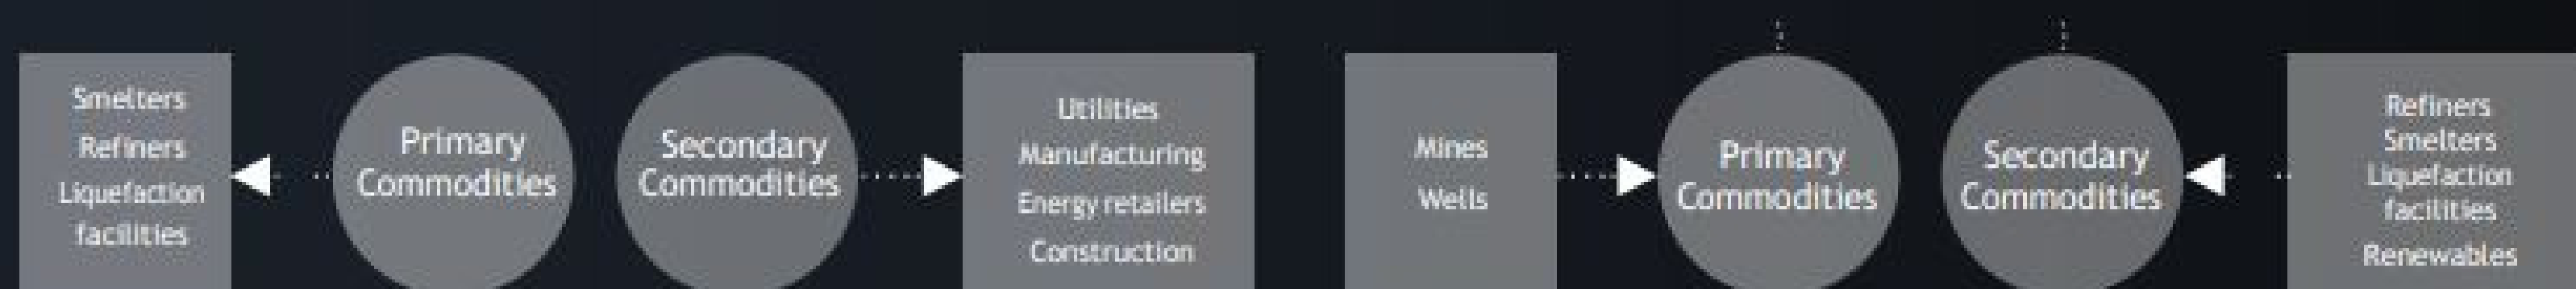 Smelters
Refiners
Liquefaction
facilities
Primary
Commodities
Secondary
Commodities
Utilities
Manufacturing
Energy retailers
Construction
Mines
Wells
Primary
Commodities
Secondary
Commodities
Refiners
Smelters
Liquefaction
facilities
Renewables